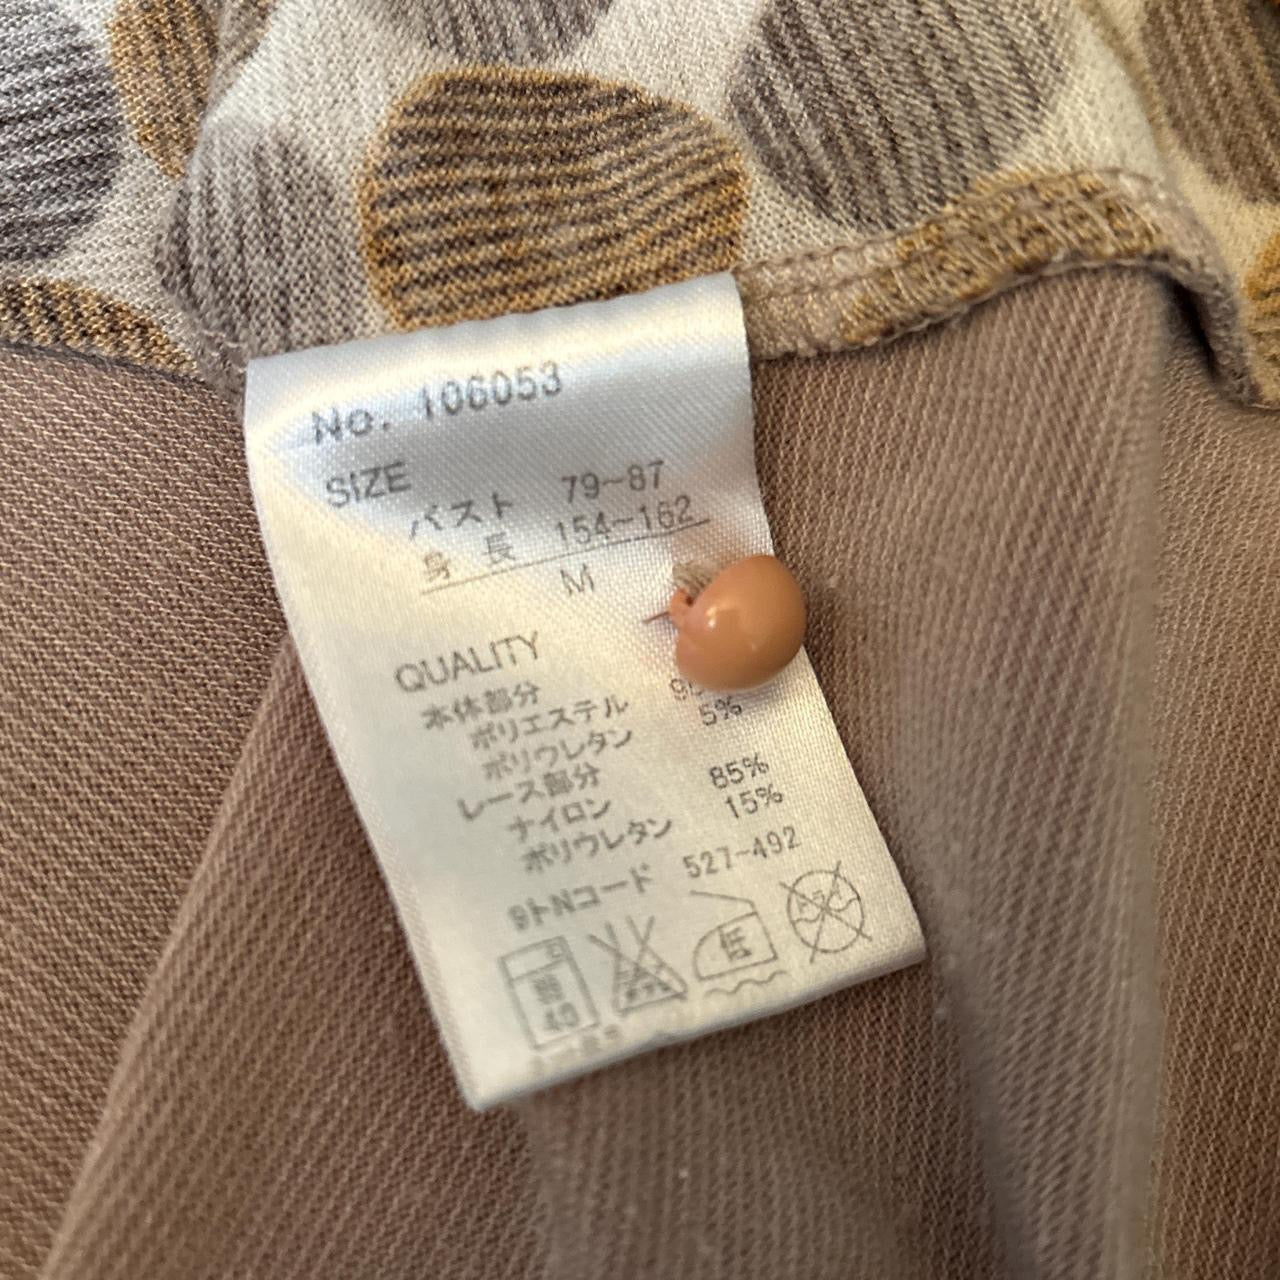 No. 106053
SIZE
バスト 79~87
身長 154~162
M
QUALITY
本体部分
ポリエステル
ポリウレタン 5%
レース部分
ナイロン 85%
ポリウレタン 15%
9ケタNコード 527-492
低
40